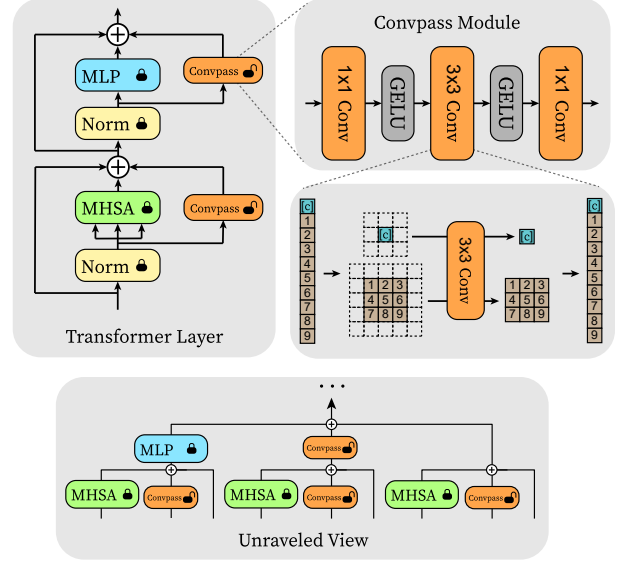 Convpass Module
MLP
Convpass
Norm
1x1 Conv
GELU
3x3 Conv
GELU
1x1 Conv
MHSA
Convpass
Norm
Transformer Layer
[c]
1
2
3
4
5
6
7
8
9
[c]
1 2 3
4 5 6
7 8 9
3x3 Conv
[c]
1 2 3
4 5 6
7 8 9
[c]
1
2
3
4
5
6
7
8
9
...
MLP
Convpass
MHSA
Convpass
MHSA
Convpass
MHSA
Convpass
Unraveled View